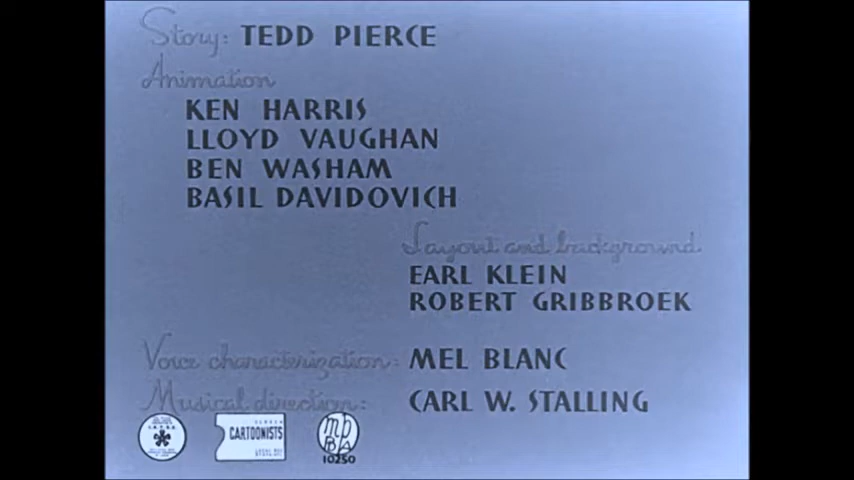 Story: TEDD PIERCE
Animation
KEN HARRIS
LLOYD VAUGHAN
BEN WASHAM
BASIL DAVIDOVICH
Layout and background
EARL KLEIN
ROBERT GRIBBROEK
Voice characterization: MEL BLANC
Musical direction: CARL W. STALLING
SCREEN
CARTOONISTS
10250